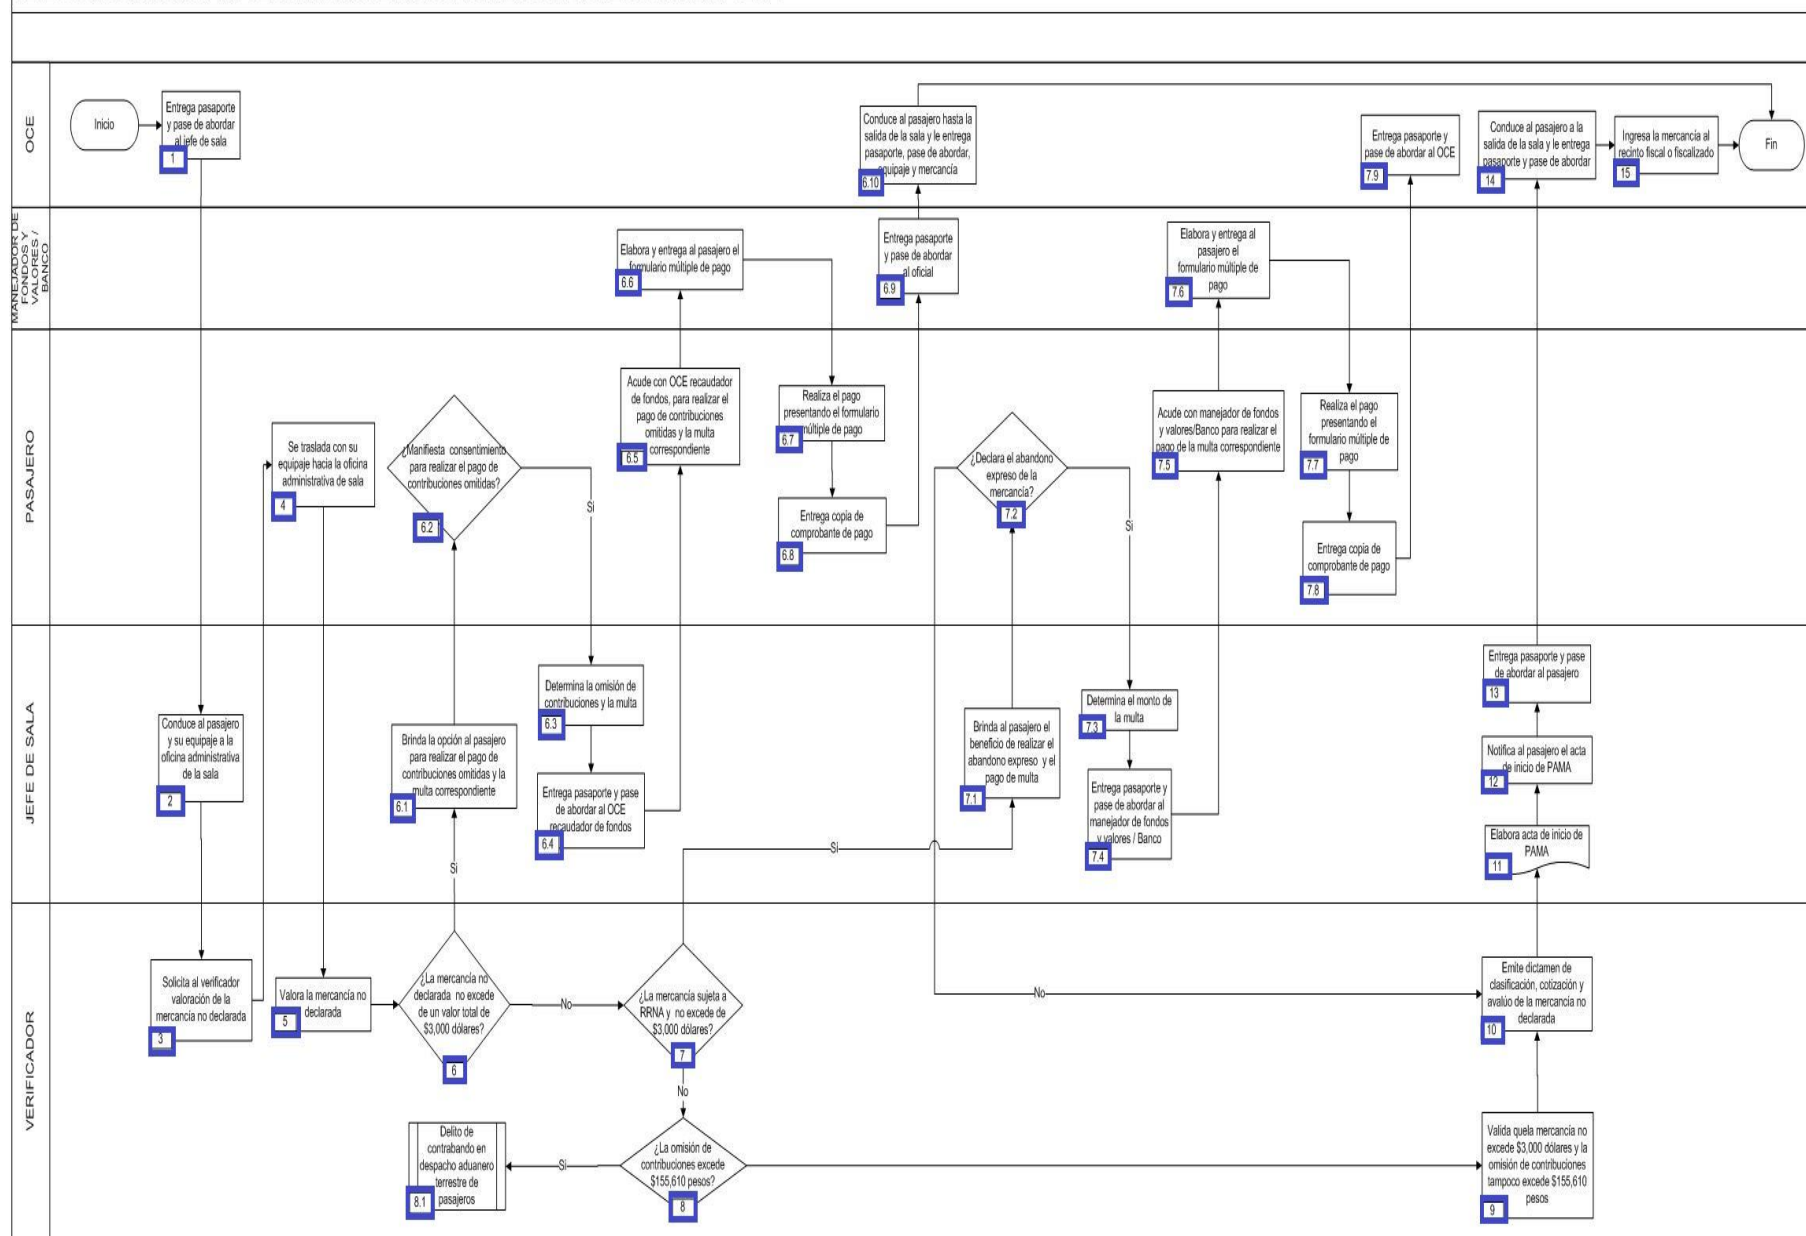 OCE
Inicio
Entrega pasaporte
y pase de abordar
al jefe de sala
1
Conduce al pasajero hasta la
salida de la sala y le entrega
pasaporte, pase de abordar,
equipaje y mercancía
6.10
Entrega pasaporte y
pase de abordar al OCE
7.9
Conduce al pasajero a la
salida de la sala y le entrega
pasaporte y pase de abordar
14
Ingresa la mercancía al
recinto fiscal o fiscalizado
15
Fin
MANEJADOR DE
FONDOS Y
VALORES /
BANCO
Elabora y entrega al pasajero el
formulario múltiple de pago
6.6
Entrega pasaporte
y pase de abordar
al oficial
6.9
Elabora y entrega al
pasajero el
formulario múltiple de
pago
7.6
PASAJERO
Se traslada con su
equipaje hacia la oficina
administrativa de sala
4
¿Manifiesta consentimiento
para realizar el pago de
contribuciones omitidas?
6.2
Si
Acude con OCE recaudador
de fondos, para realizar el
pago de contribuciones
omitidas y la multa
correspondiente
6.5
Realiza el pago
presentando el formulario
múltiple de pago
6.7
Entrega copia de
comprobante de pago
6.8
¿Declara el abandono
expreso de la
mercancía?
7.2
Si
Acude con manejador de fondos
y valores/Banco para realizar el
pago de la multa correspondiente
7.5
Realiza el pago
presentando el
formulario múltiple de
pago
7.7
Entrega copia de
comprobante de pago
7.8
JEFE DE SALA
Conduce al pasajero
y su equipaje a la
oficina administrativa
de la sala
2
Brinda la opción al pasajero
para realizar el pago de
contribuciones omitidas y la
multa correspondiente
6.1
Si
Determina la omisión de
contribuciones y la multa
6.3
Entrega pasaporte y pase
de abordar al OCE
recaudador de fondos
6.4
Si
Brinda al pasajero el
beneficio de realizar el
abandono expreso y el
pago de multa
7.1
Determina el monto de
la multa
7.3
Entrega pasaporte y
pase de abordar al
manejador de fondos
y valores / Banco
7.4
Entrega pasaporte y pase
de abordar al pasajero
13
Notifica al pasajero el acta
de inicio de PAMA
12
Elabora acta de inicio de
PAMA
11
VERIFICADOR
Solicita al verificador
valoración de la
mercancía no declarada
3
Valora la mercancía no
declarada
5
¿La mercancía no
declarada no excede
de un valor total de
$3,000 dólares?
6
No
¿La mercancía sujeta a
RRNA y no excede de
$3,000 dólares?
7
No
No
Emite dictamen de
clasificación, cotización y
avalúo de la mercancía no
declarada
10
Delito de
contrabando en
despacho aduanero
terrestre de
pasajeros
8.1
Si
¿La omisión de
contribuciones excede
$155,610 pesos?
8
Valida quela mercancía no
excede $3,000 dólares y la
omisión de contribuciones
tampoco excede $155,610
pesos
9